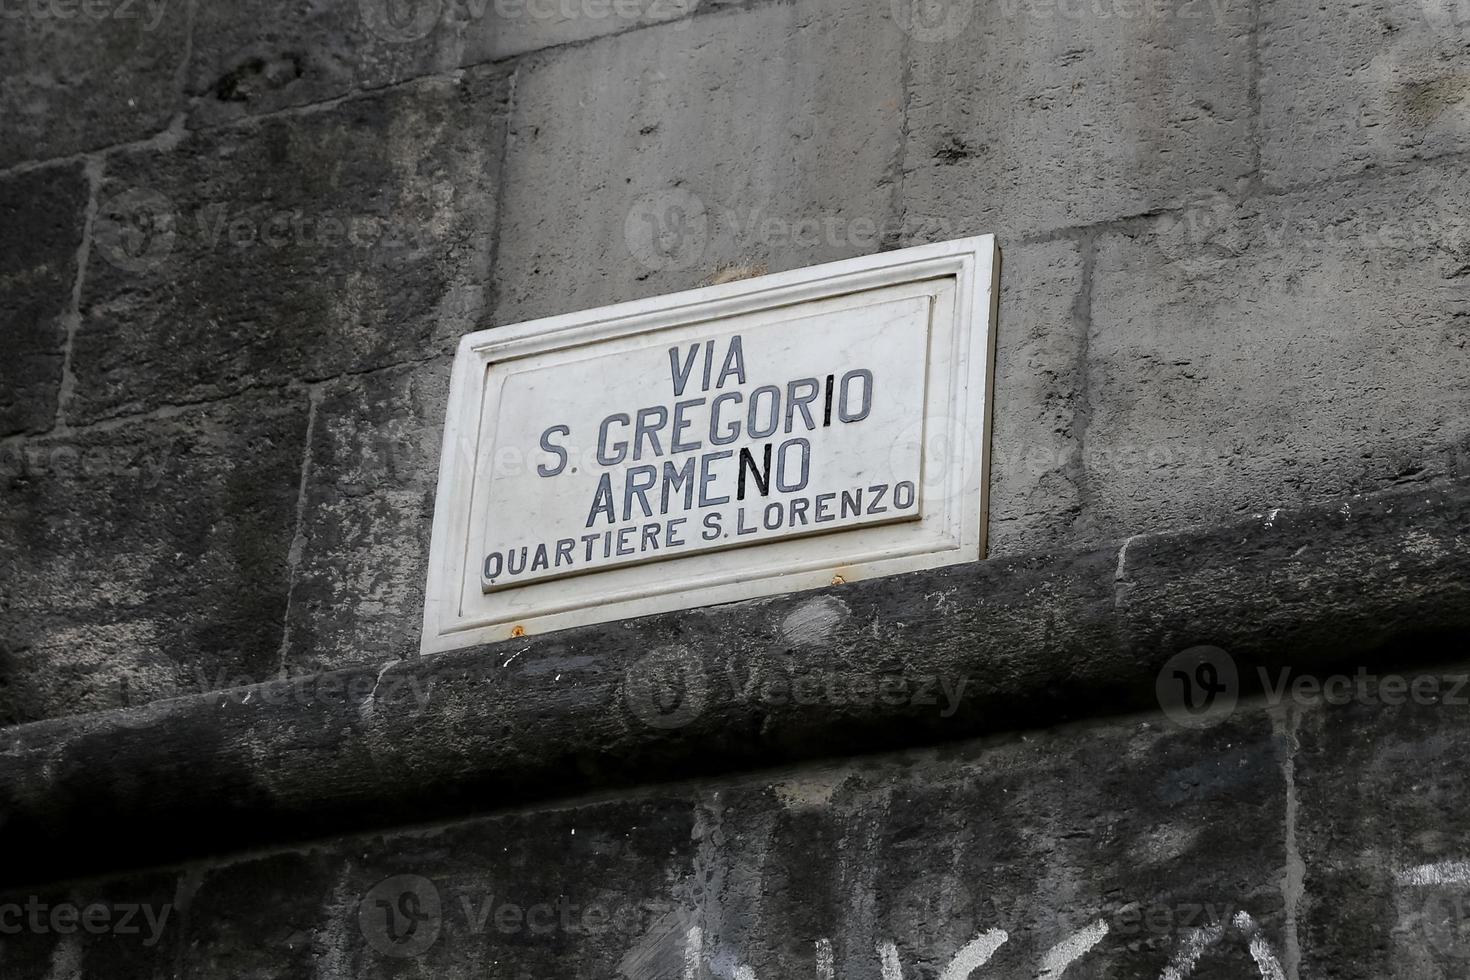 VIA
S. GREGORIO
ARMENO
QUARTIERE S. LORENZO